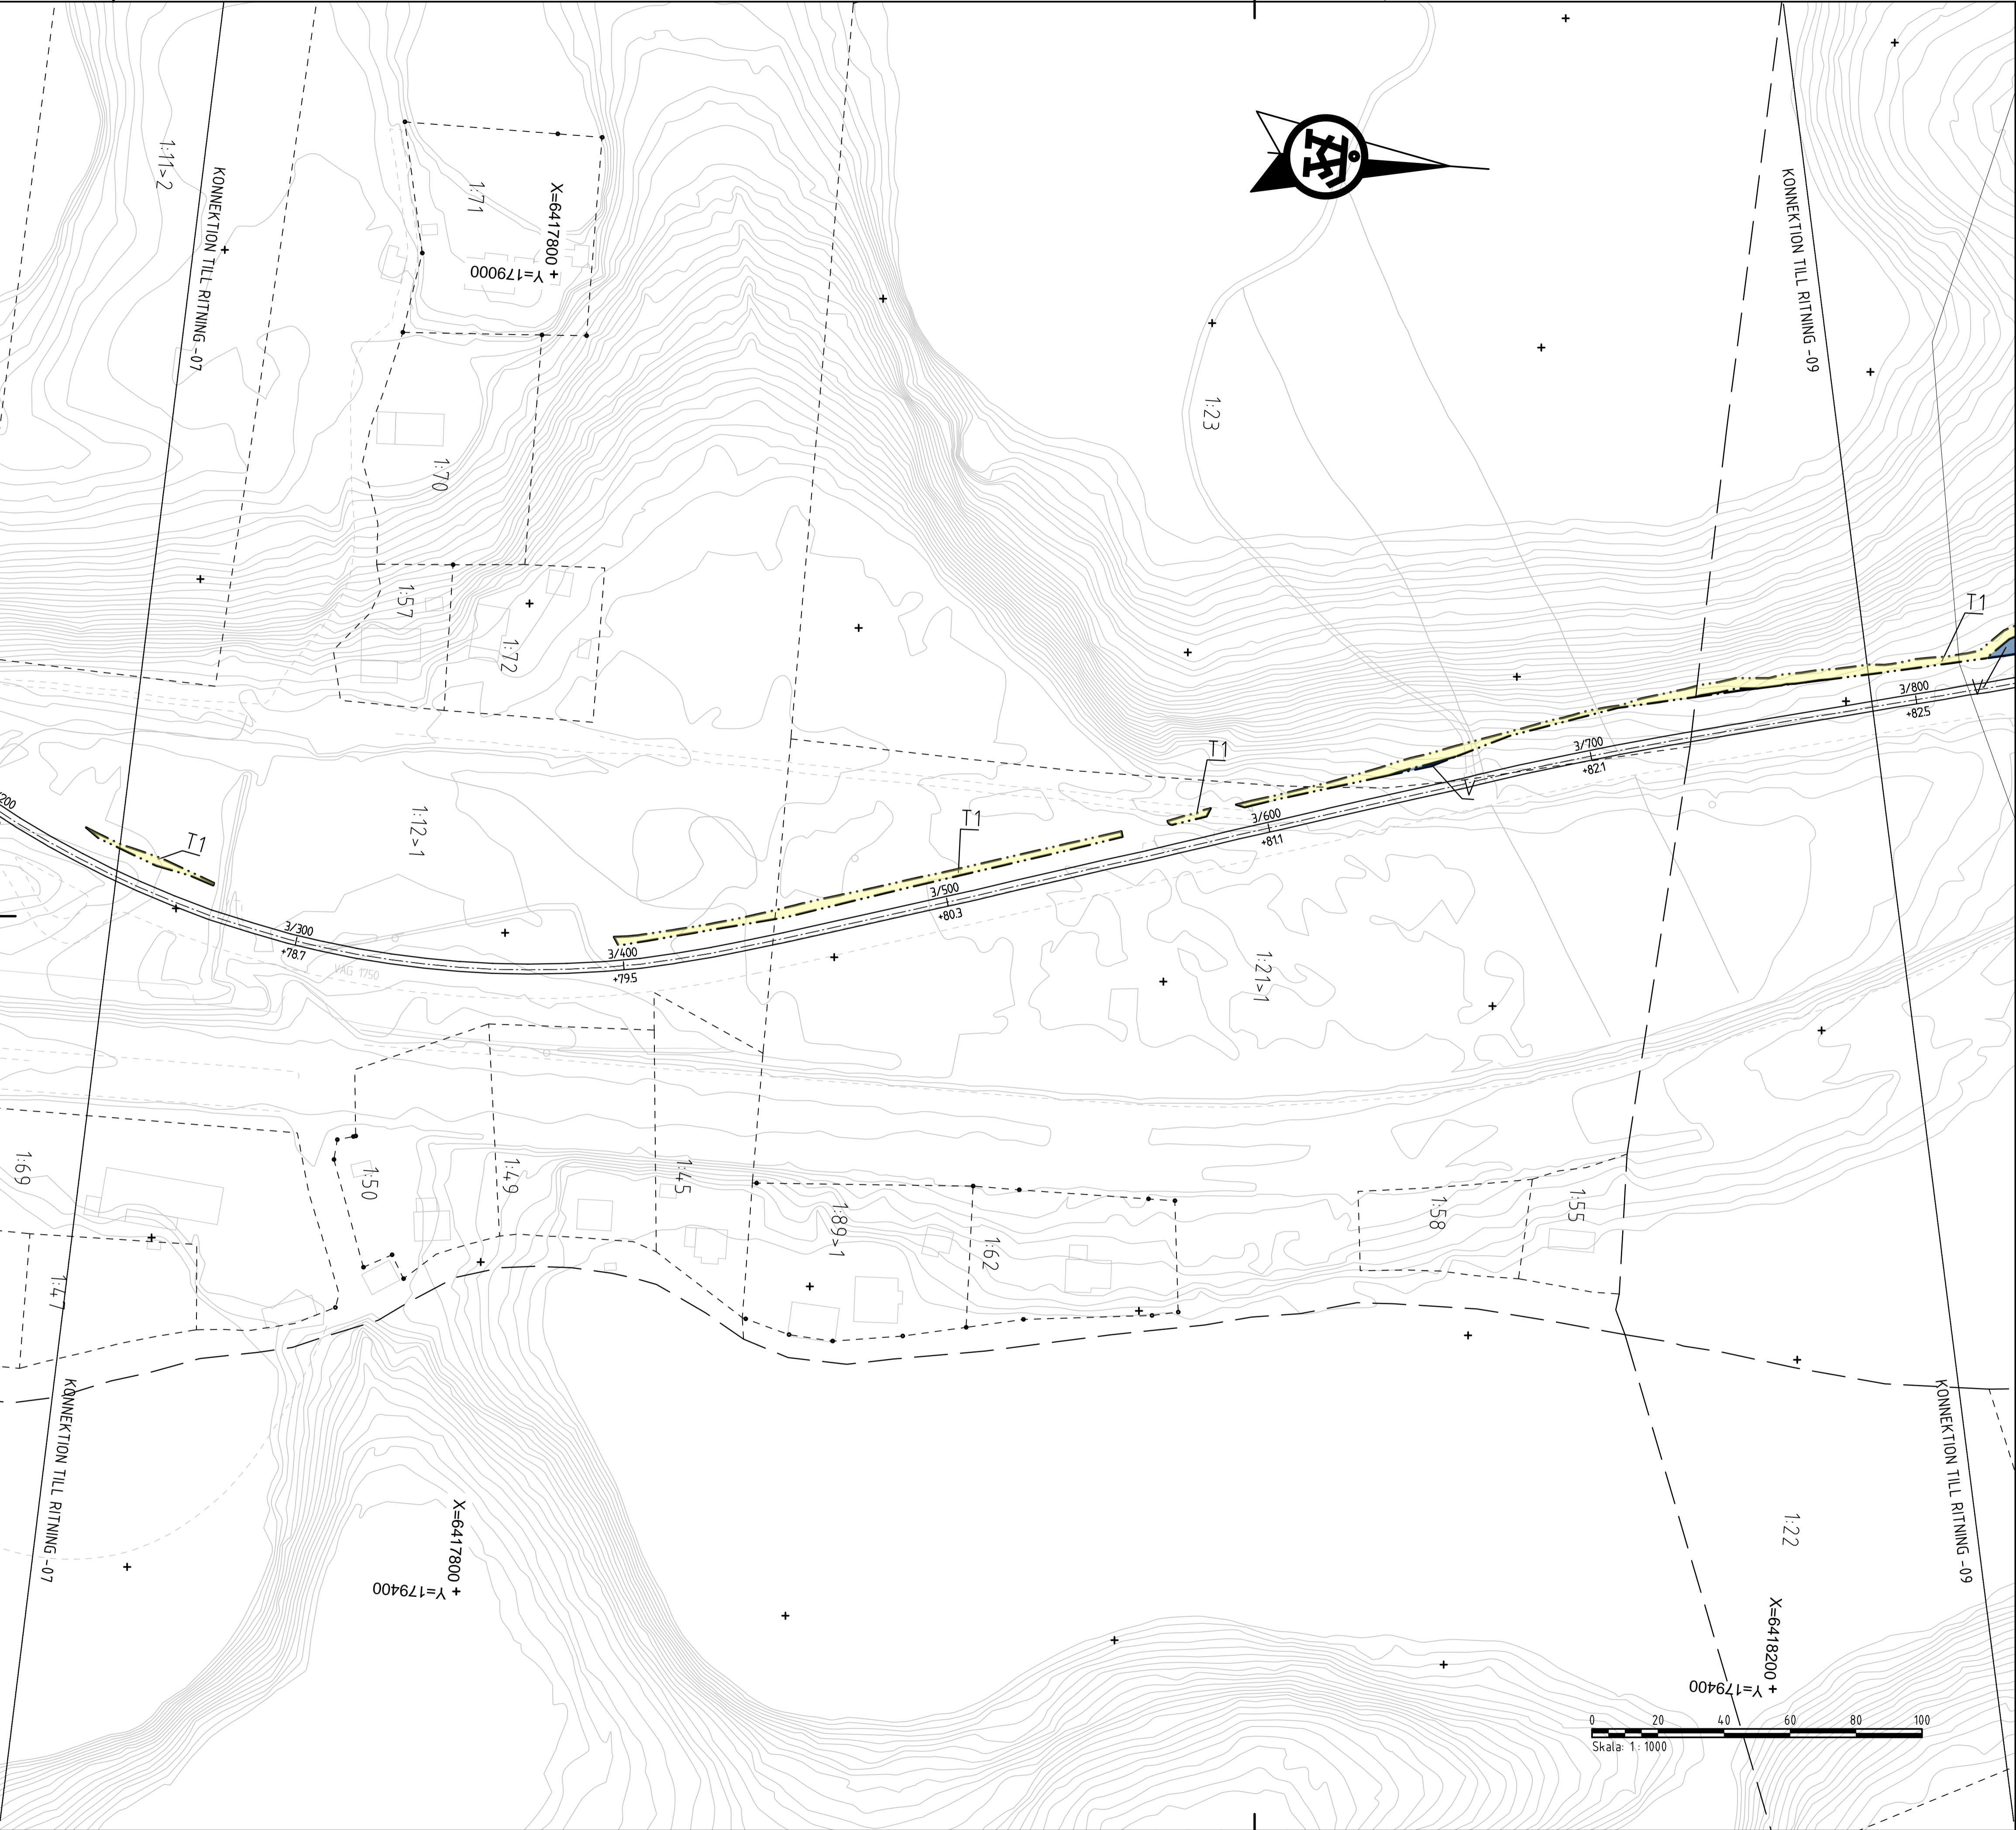 1:11>2
KONNEKTION TILL RITNING -07
1:71
X=6417800
Y=179000
KONNEKTION TILL RITNING -09
1:23
1:70
1:57
1:72
T1
V
3/800
+82.5
T1
3/700
+82.1
V
3/600
+81.1
T1
3/500
+80.3
T1
1:12>1
3/300
+78.7
3/400
+79.5
VÄG 1750
1:21>1
1:69
1:50
1:49
1:45
1:89>1
1:62
1:58
1:55
1:47
KONNEKTION TILL RITNING -07
X=6417800
Y=179400
KONNEKTION TILL RITNING -09
1:22
X=6418200
Y=179400
0 20 40 60 80 100
Skala: 1 : 1000